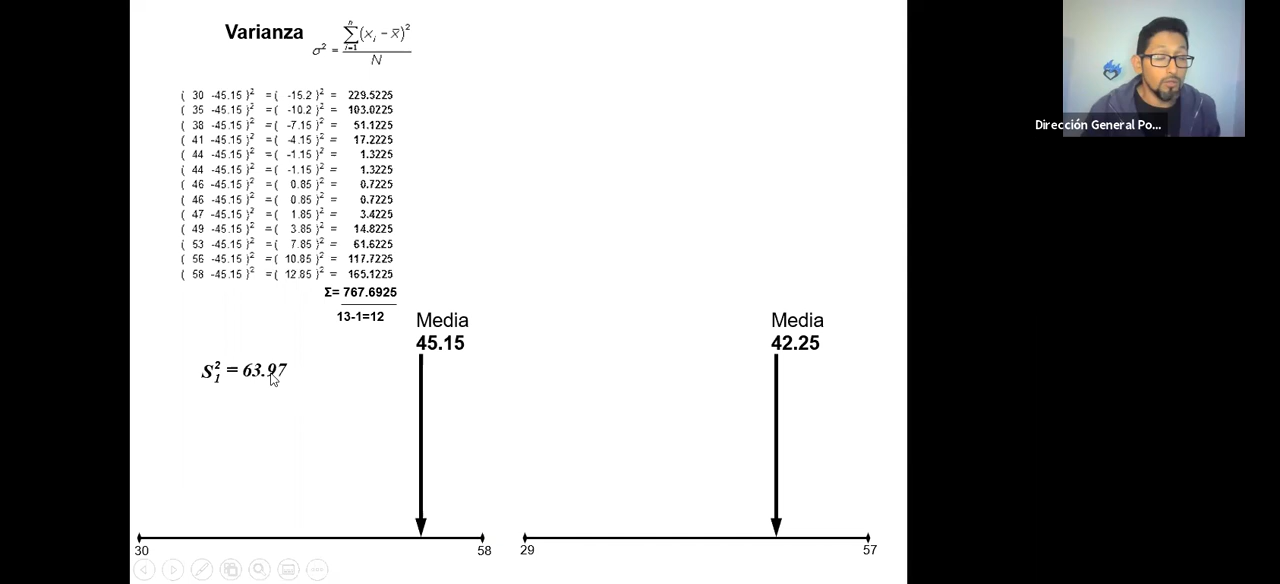 Varianza σ² = Σ(xᵢ − x̄)² / N
n
i=1
( 30 -45.15 )² =( -15.2 )² = 229.5225
( 35 -45.15 )² =( -10.2 )² = 103.0225
( 38 -45.15 )² =( -7.15 )² = 51.1225
( 41 -45.15 )² =( -4.15 )² = 17.2225
( 44 -45.15 )² =( -1.15 )² = 1.3225
( 44 -45.15 )² =( -1.15 )² = 1.3225
( 46 -45.15 )² =( 0.85 )² = 0.7225
( 46 -45.15 )² =( 0.85 )² = 0.7225
( 47 -45.15 )² =( 1.85 )² = 3.4225
( 49 -45.15 )² =( 3.85 )² = 14.8225
( 53 -45.15 )² =( 7.85 )² = 61.6225
( 56 -45.15 )² =( 10.85 )² = 117.7225
( 58 -45.15 )² =( 12.85 )² = 165.1225
Σ= 767.6925
13-1=12
S₁² = 63.97
Media
45.15
30
58
Media
42.25
29
57
Dirección General Po...